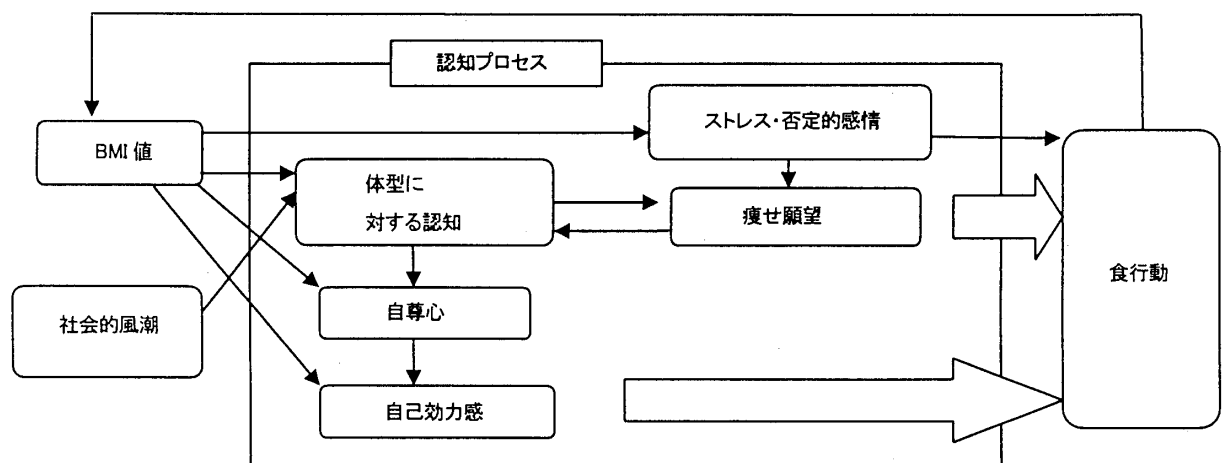 認知プロセス
ストレス・否定的感情
BMI 値
体型に
対する認知
痩せ願望
食行動
自尊心
社会的風潮
自己効力感